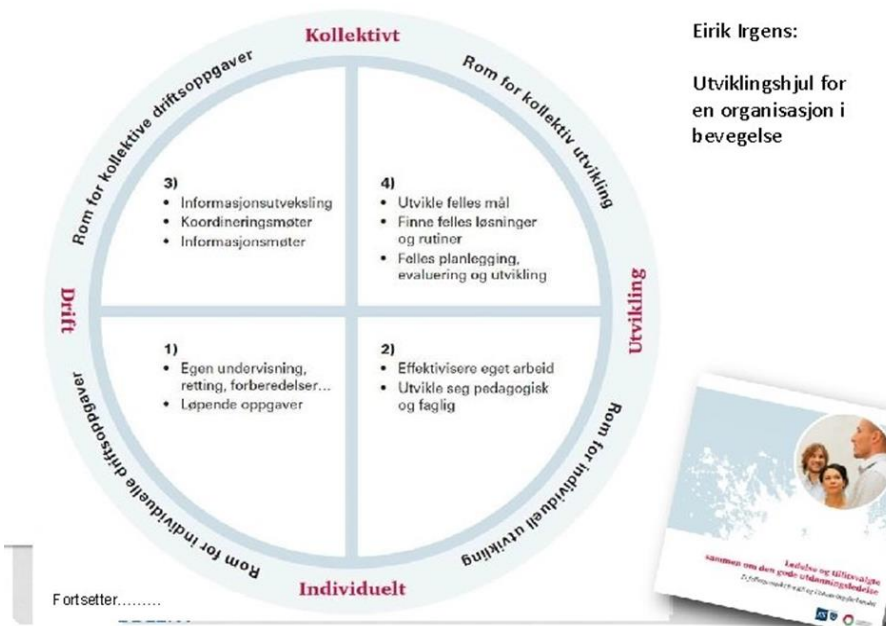 Kollektivt
Eirik Irgens:
Utviklingshjul for
en organisasjon i
bevegelse
Rom for kollektive driftsoppgaver
Rom for kollektiv utvikling
3)
• Informasjonsutveksling
• Koordineringsmøter
• Informasjonsmøter
4)
• Utvikle felles mål
• Finne felles løsninger
og rutiner
• Felles planlegging,
evaluering og utvikling
Drift
Utvikling
1)
• Egen undervisning,
retting, forberedelser...
• Løpende oppgaver
2)
• Effektivisere eget arbeid
• Utvikle seg pedagogisk
og faglig
Rom for individuelle driftsoppgaver
Rom for individuell utvikling
Individuelt
Fortsetter.........
Ledelse og tillitsvalgte
sammen om den gode utdanningsledelse